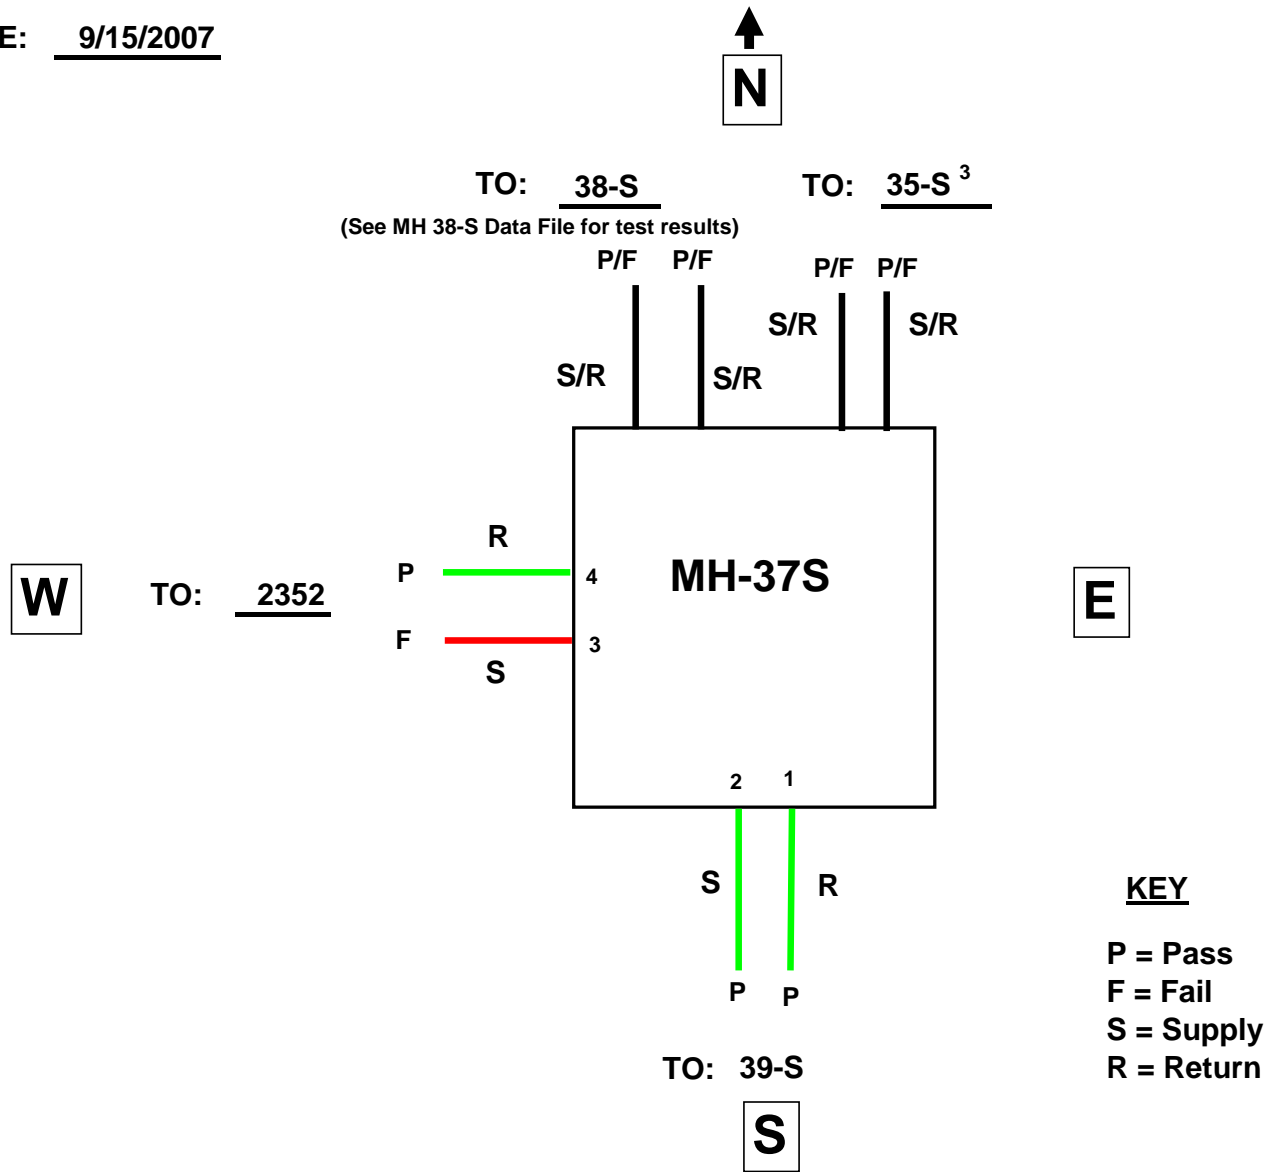 E: 9/15/2007
N
TO: 38-S
(See MH 38-S Data File for test results)
TO: 35-S 3
P/F P/F
P/F P/F
S/R S/R
S/R S/R
R
P 4
MH-37S
W
TO: 2352
E
F 3
S
2 1
S R
P P
TO: 39-S
S
KEY
P = Pass
F = Fail
S = Supply
R = Return